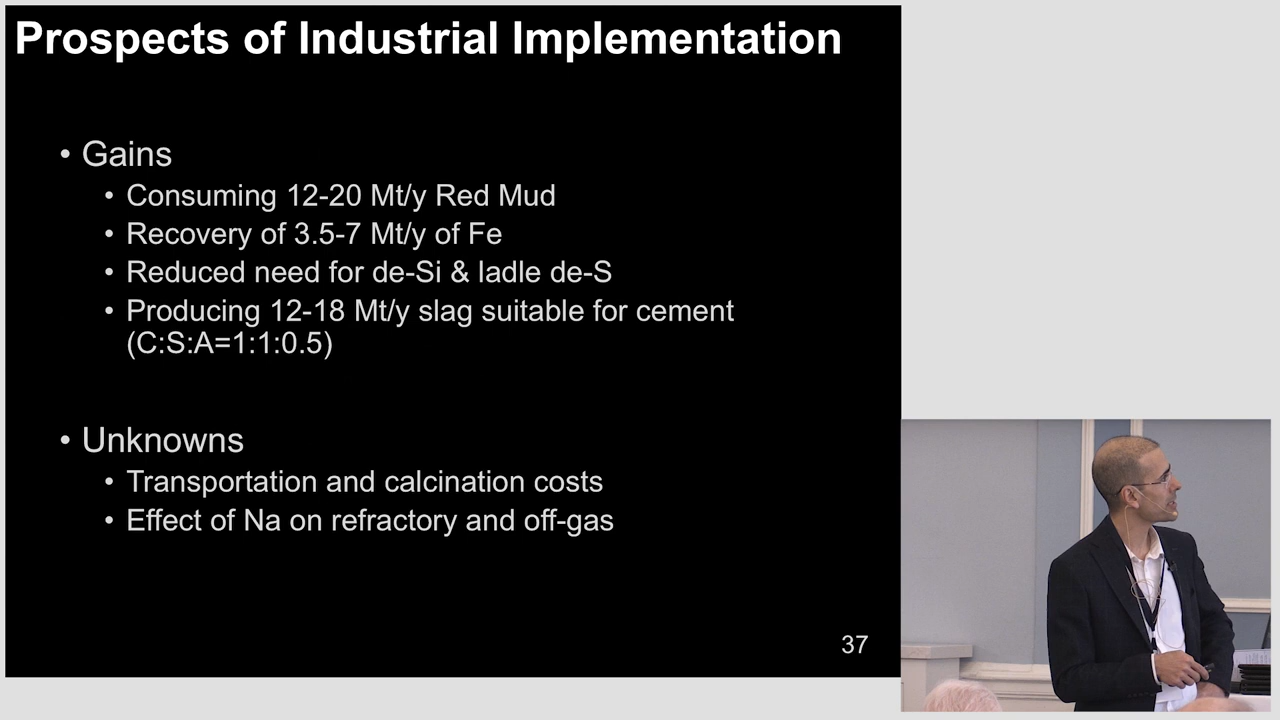 Prospects of Industrial Implementation
• Gains
• Consuming 12-20 Mt/y Red Mud
• Recovery of 3.5-7 Mt/y of Fe
• Reduced need for de-Si & ladle de-S
• Producing 12-18 Mt/y slag suitable for cement
(C:S:A=1:1:0.5)
• Unknowns
• Transportation and calcination costs
• Effect of Na on refractory and off-gas
37